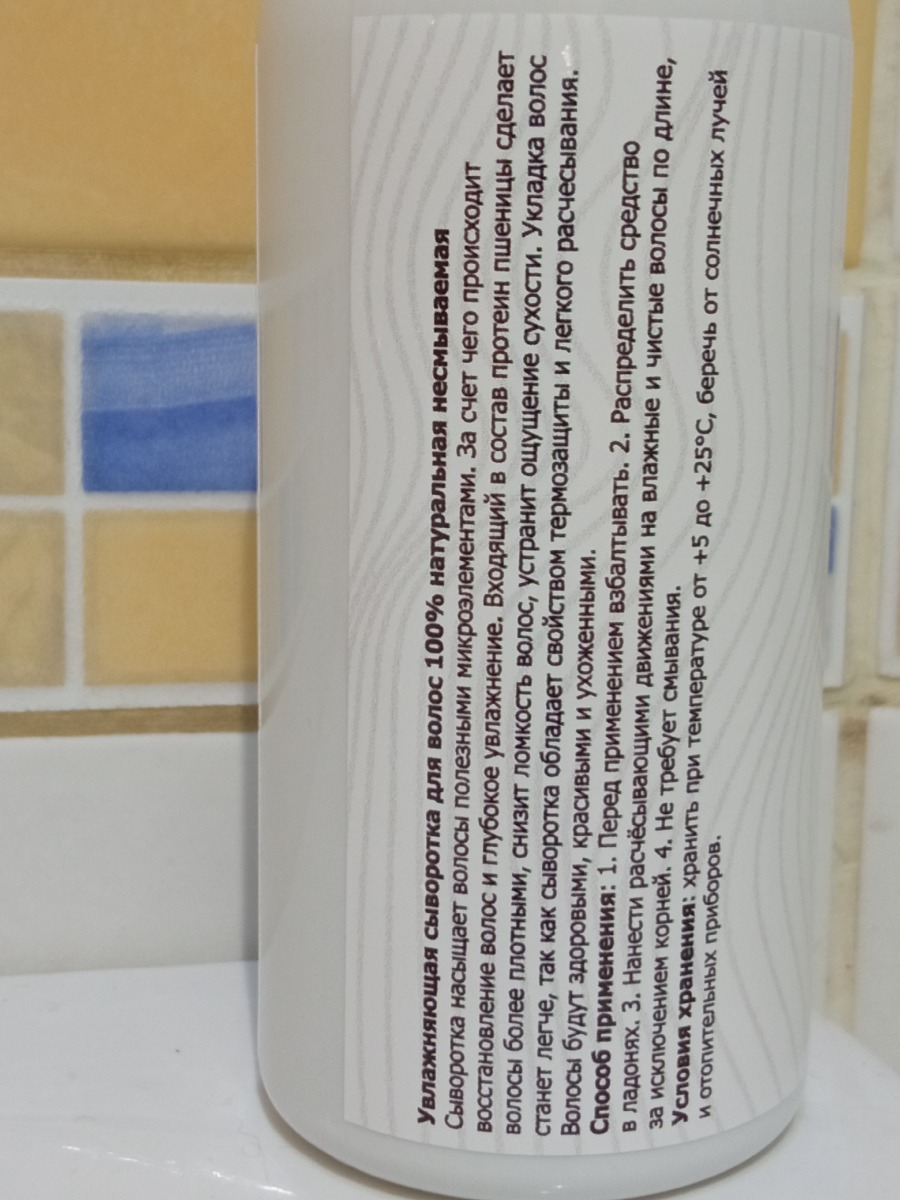 Увлажняющая сыворотка для волос 100% натуральная несмываемая
Сыворотка насыщает волосы полезными микроэлементами. За счет чего происходит
восстановление волос и глубокое увлажнение. Входящий в состав протеин пшеницы сделает
волосы более плотными, снизит ломкость волос, устранит ощущение сухости. Укладка волос
станет легче, так как сыворотка обладает свойством термозащиты и легкого расчесывания.
Волосы будут здоровыми, красивыми и ухоженными.
Способ применения: 1. Перед применением взбалтывать. 2. Распределить средство
в ладонях. 3. Нанести расчёсывающими движениями на влажные и чистые волосы по длине,
за исключением корней. 4. Не требует смывания.
Условия хранения: хранить при температуре от +5 до +25°С, беречь от солнечных лучей
и отопительных приборов.